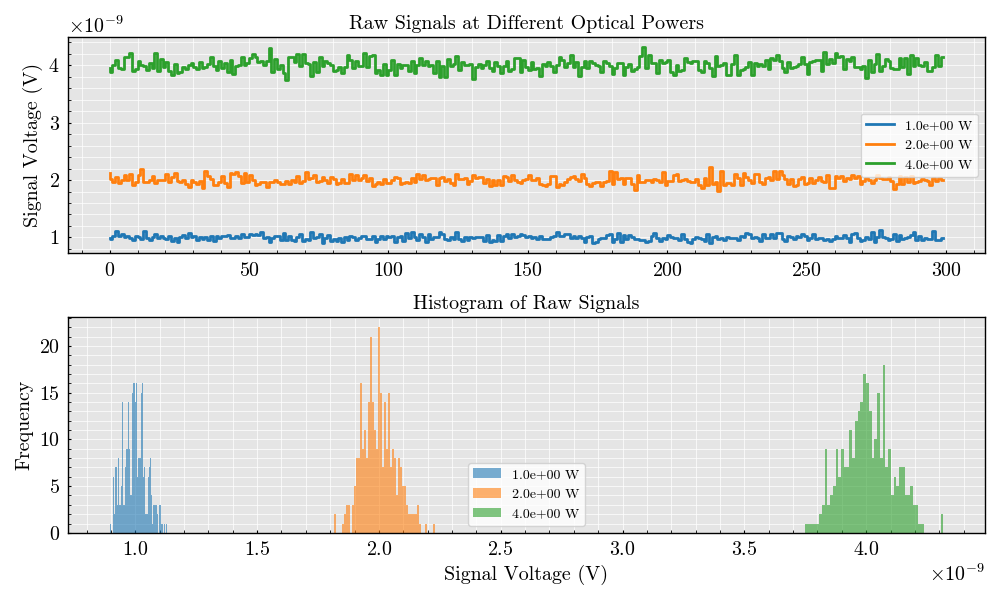 Raw Signals at Different Optical Powers
×10⁻⁹
Signal Voltage (V)
4
3
2
1
1.0e+00 W
2.0e+00 W
4.0e+00 W
0 50 100 150 200 250 300
Histogram of Raw Signals
Frequency
20
15
10
5
0
1.0e+00 W
2.0e+00 W
4.0e+00 W
1.0 1.5 2.0 2.5 3.0 3.5 4.0
Signal Voltage (V)
×10⁻⁹